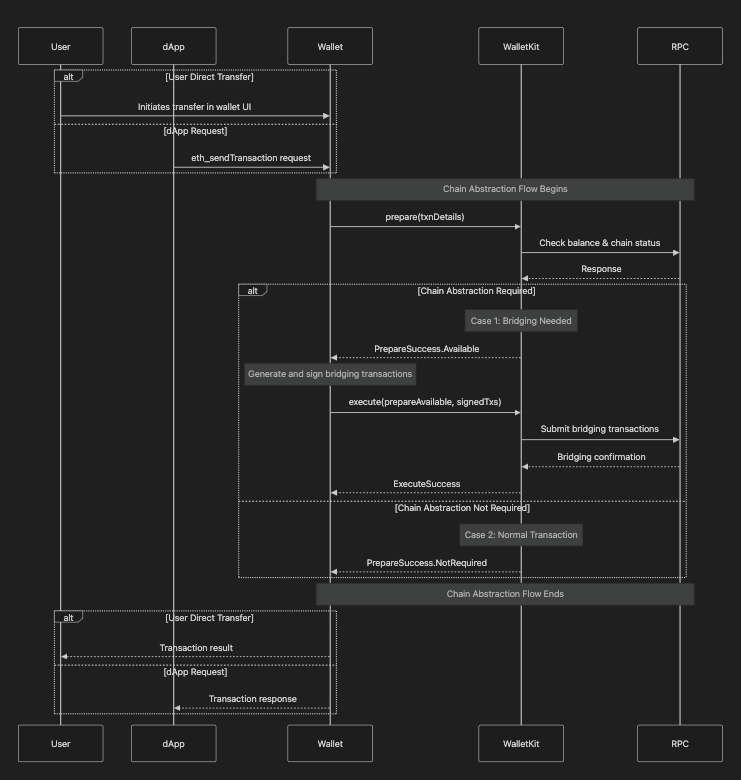 User
dApp
Wallet
WalletKit
RPC
alt
[User Direct Transfer]
Initiates transfer in wallet UI
[dApp Request]
eth_sendTransaction request
Chain Abstraction Flow Begins
prepare(txnDetails)
Check balance & chain status
Response
alt
[Chain Abstraction Required]
Case 1: Bridging Needed
PrepareSuccess.Available
Generate and sign bridging transactions
execute(prepareAvailable, signedTxs)
Submit bridging transactions
Bridging confirmation
ExecuteSuccess
[Chain Abstraction Not Required]
Case 2: Normal Transaction
PrepareSuccess.NotRequired
Chain Abstraction Flow Ends
alt
[User Direct Transfer]
Transaction result
[dApp Request]
Transaction response
User
dApp
Wallet
WalletKit
RPC